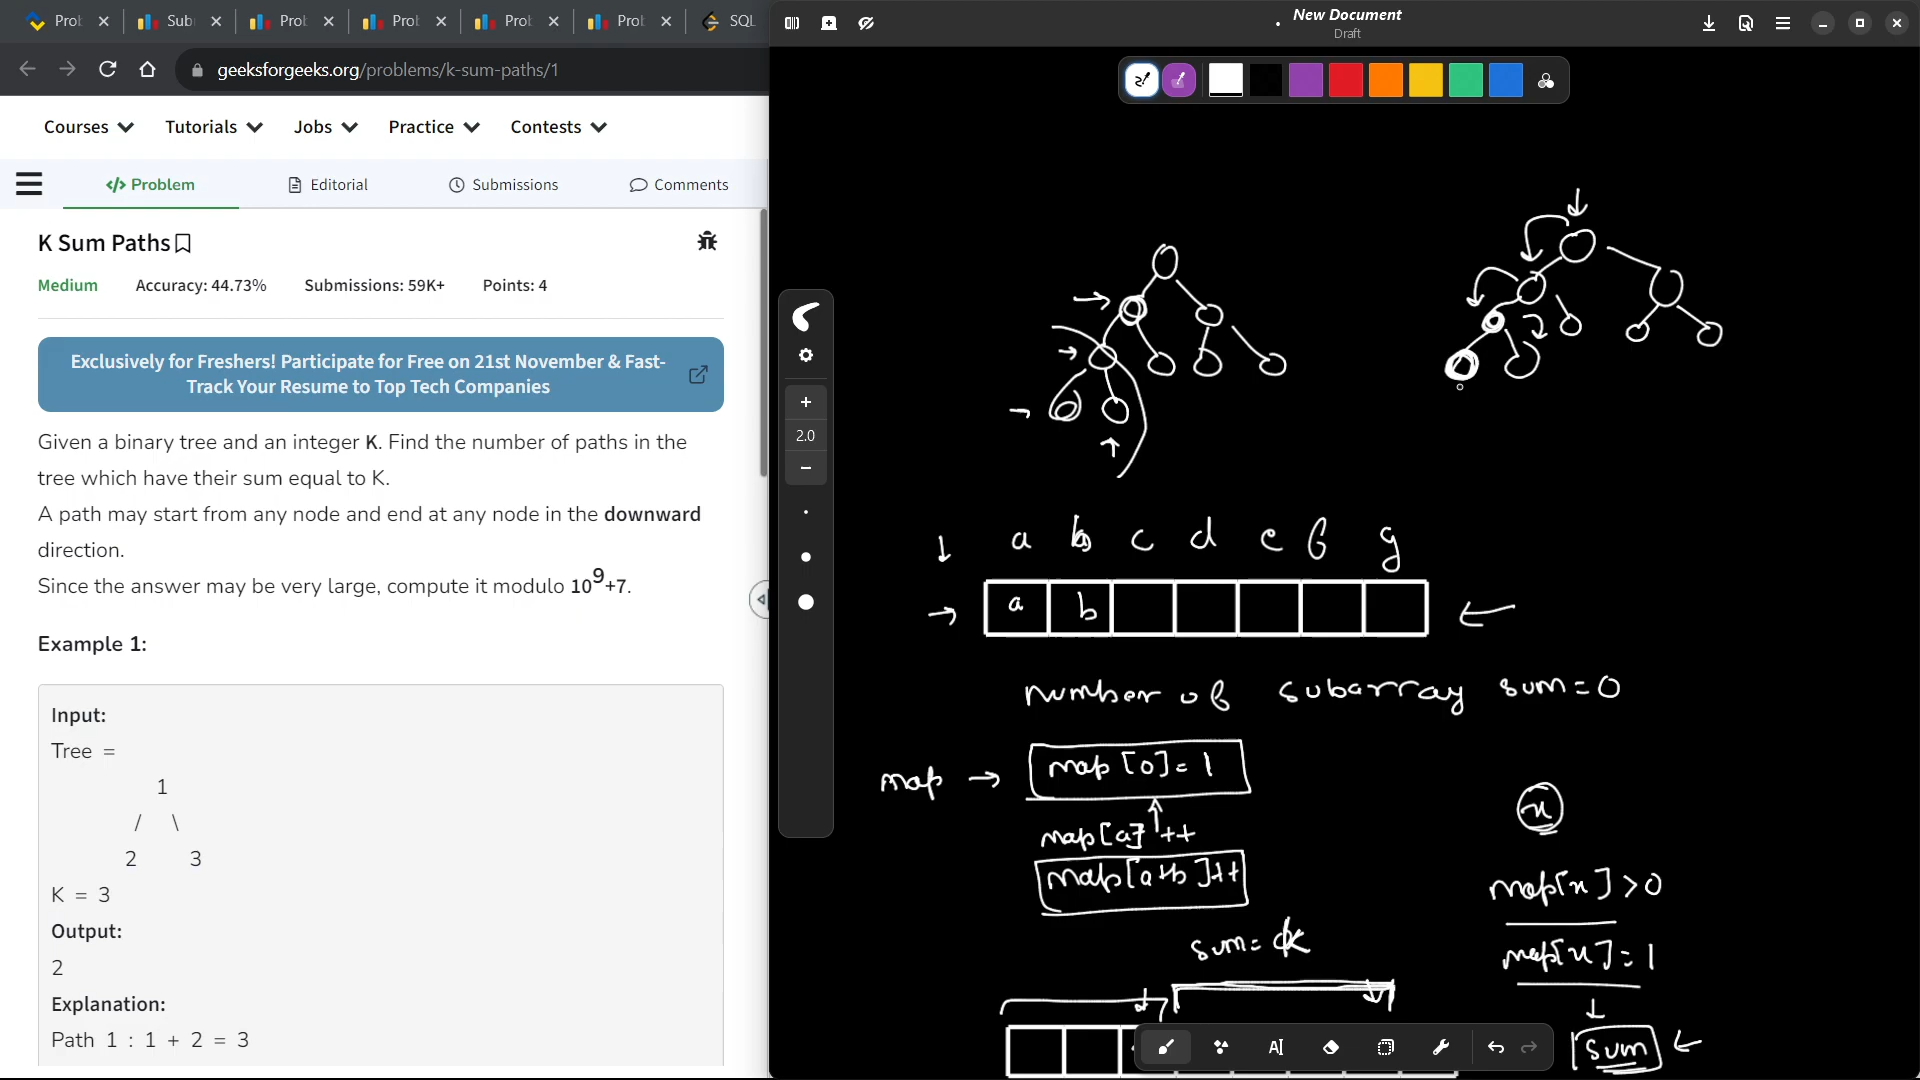 Prob
Sub
Prob
Prob
Prob
Prob
SQL
geeksforgeeks.org/problems/k-sum-paths/1
Courses
Tutorials
Jobs
Practice
Contests
</> Problem
Editorial
Submissions
Comments
K Sum Paths
Medium
Accuracy: 44.73%
Submissions: 59K+
Points: 4
Exclusively for Freshers! Participate for Free on 21st November & Fast-
Track Your Resume to Top Tech Companies
Given a binary tree and an integer K. Find the number of paths in the
tree which have their sum equal to K.
A path may start from any node and end at any node in the downward
direction.
Since the answer may be very large, compute it modulo 10^9+7.
Example 1:
Input:
Tree =
1
/ \
2 3
K = 3
Output:
2
Explanation:
Path 1 : 1 + 2 = 3
New Document
Draft
+
2.0
−
a b c d e f g
a b
number of subarray sum = 0
map → map [0] = 1
map [a] ++
map [a+b] ++
x
map[x] > 0
map[x] = 1
sum = k
sum